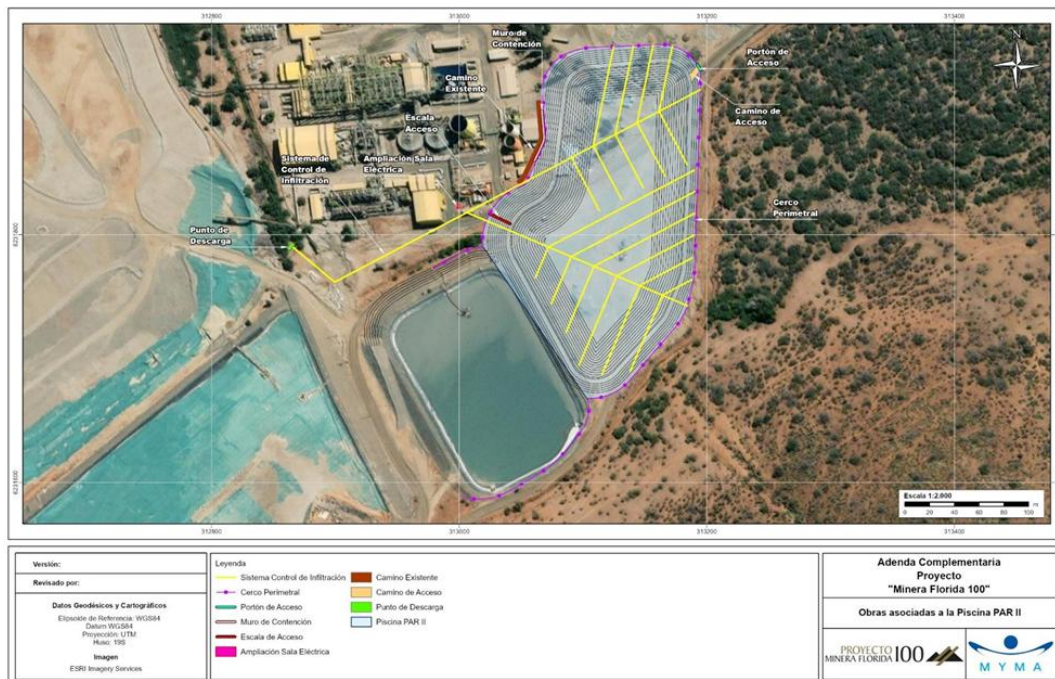 312800 313000 313200 313400
N
Muro de
Contención
Portón de
Acceso
Camino
Existente
Camino de
Acceso
Escala
Acceso
Sistema de
Control de
Infiltración
Ampliación Sala
Eléctrica
Cerco
Perimetral
Punto de
Descarga
Escala 1:2.000
0 20 40 60 80 100 m
312800 313000 313200 313400
Versión:
Revisado por:
Datos Geodésicos y Cartográficos
Elipsoide de Referencia: WGS84
Datum WGS84
Proyección: UTM
Huso: 19S
Imagen
ESRI Imagery Services
Leyenda
Sistema Control de Infiltración
Cerco Perimetral
Portón de Acceso
Muro de Contención
Escala de Acceso
Ampliación Sala Eléctrica
Camino Existente
Camino de Acceso
Punto de Descarga
Piscina PAR II
Adenda Complementaria
Proyecto
"Minera Florida 100"
Obras asociadas a la Piscina PAR II
PROYECTO
MINERA FLORIDA 100
MYMA